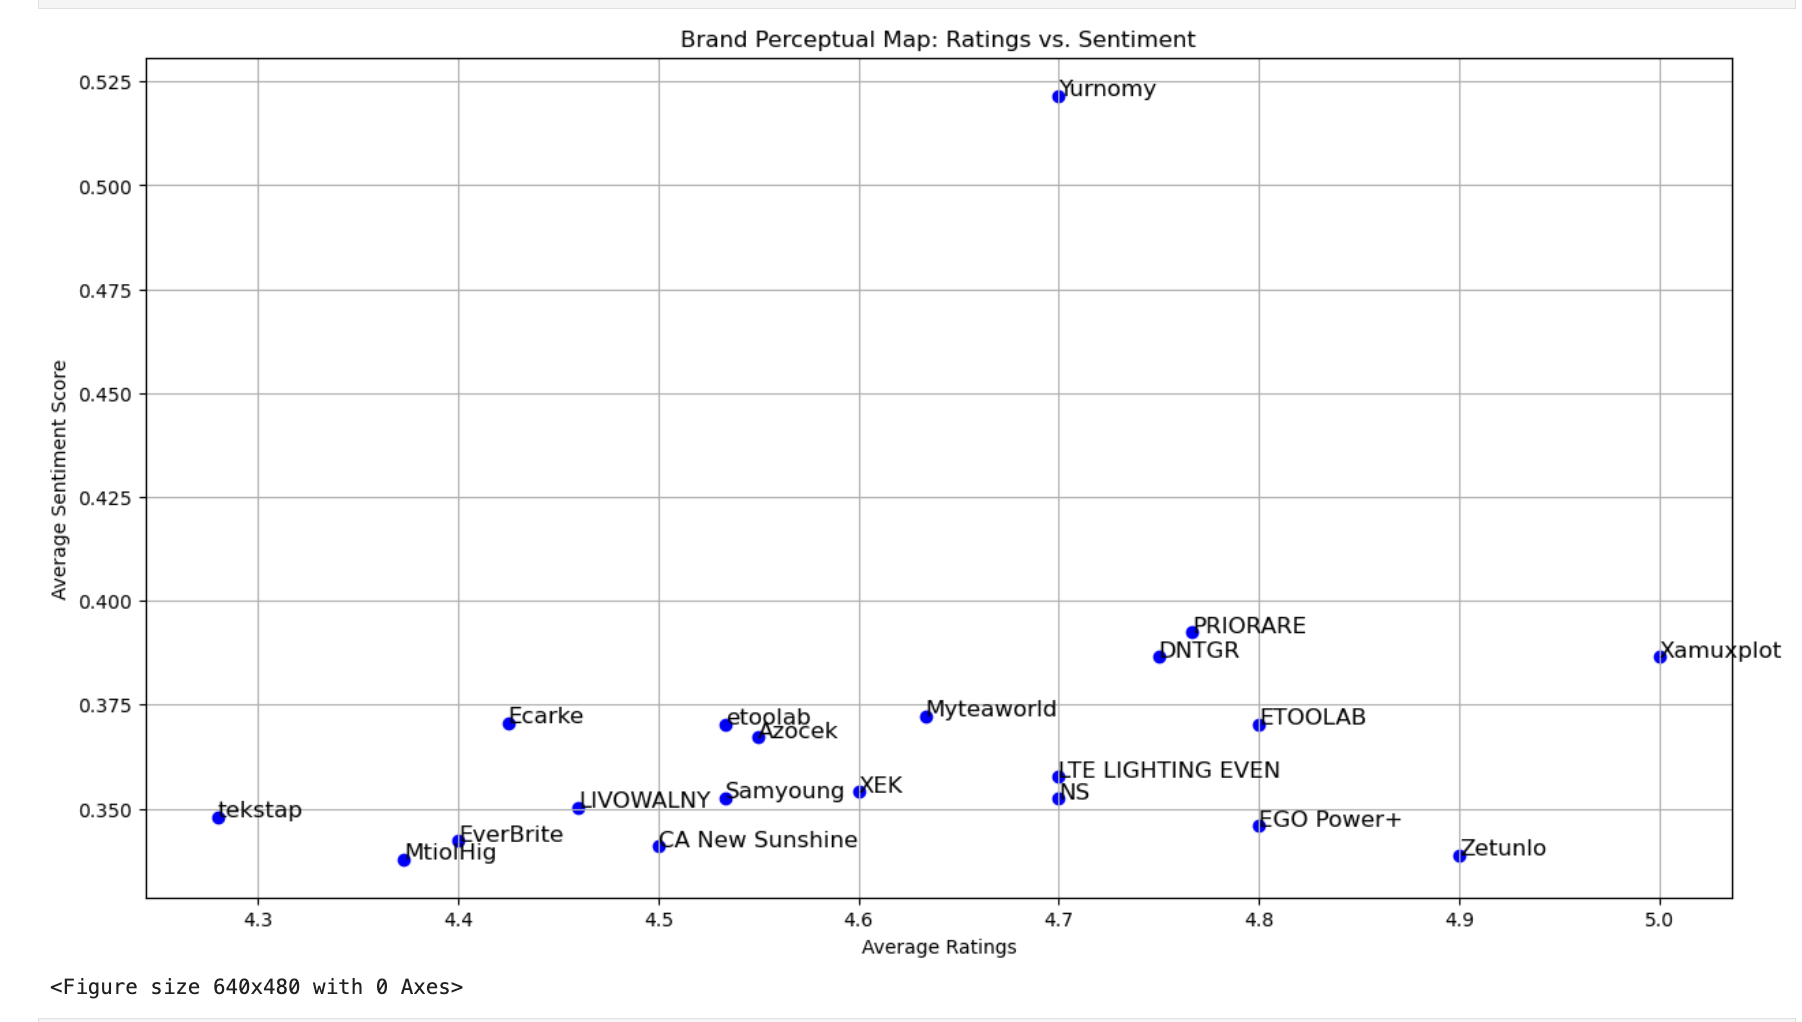 Brand Perceptual Map: Ratings vs. Sentiment
Average Sentiment Score
0.525
0.500
0.475
0.450
0.425
0.400
0.375
0.350
Yurnomy
PRIORARE
DNTGR
Xamuxplot
Myteaworld
Ecarke
etoolab
ETOOLAB
Azocek
LTE LIGHTING EVEN
XEK
Samyoung
NS
LIVOWALNY
tekstap
EGO Power+
EverBrite
CA New Sunshine
Zetunlo
MtiolHig
4.3 4.4 4.5 4.6 4.7 4.8 4.9 5.0
Average Ratings
<Figure size 640x480 with 0 Axes>